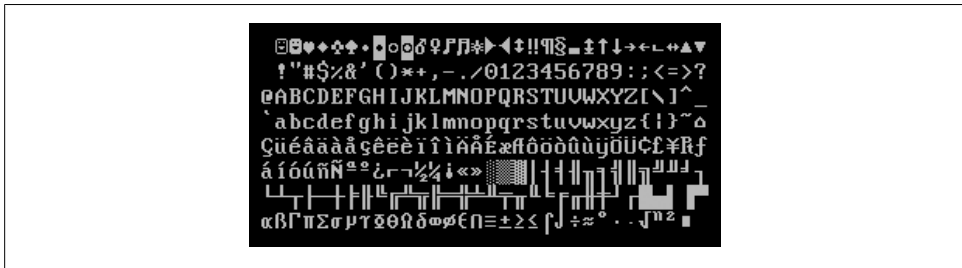 ☺☻♥♦♣♠•◘○◙♂♀♪♫☼►◄↕‼¶§▬↨↑↓→←∟↔▲▼
!"#$%&'()*+,-./0123456789:;<=>?
@ABCDEFGHIJKLMNOPQRSTUVWXYZ[\]^_
`abcdefghijklmnopqrstuvwxyz{¦}~⌂
ÇüéâäàåçêëèïîìÄÅÉæÆôöòûùÿÖÜ¢£¥₧ƒ
áíóúñÑªº¿⌐¬½¼¡«»░▒▓│┤╡╢╖╕╣║╗╝╜╛┐
└┴┬├─┼╞╟╚╔╩╦╠═╬╧╨╤╥╙╘╒╓╫╪┘┌█▄▌▐▀
αßΓπΣσµτΦΘΩδ∞φε∩≡±≥≤⌠⌡÷≈°∙·√ⁿ²■